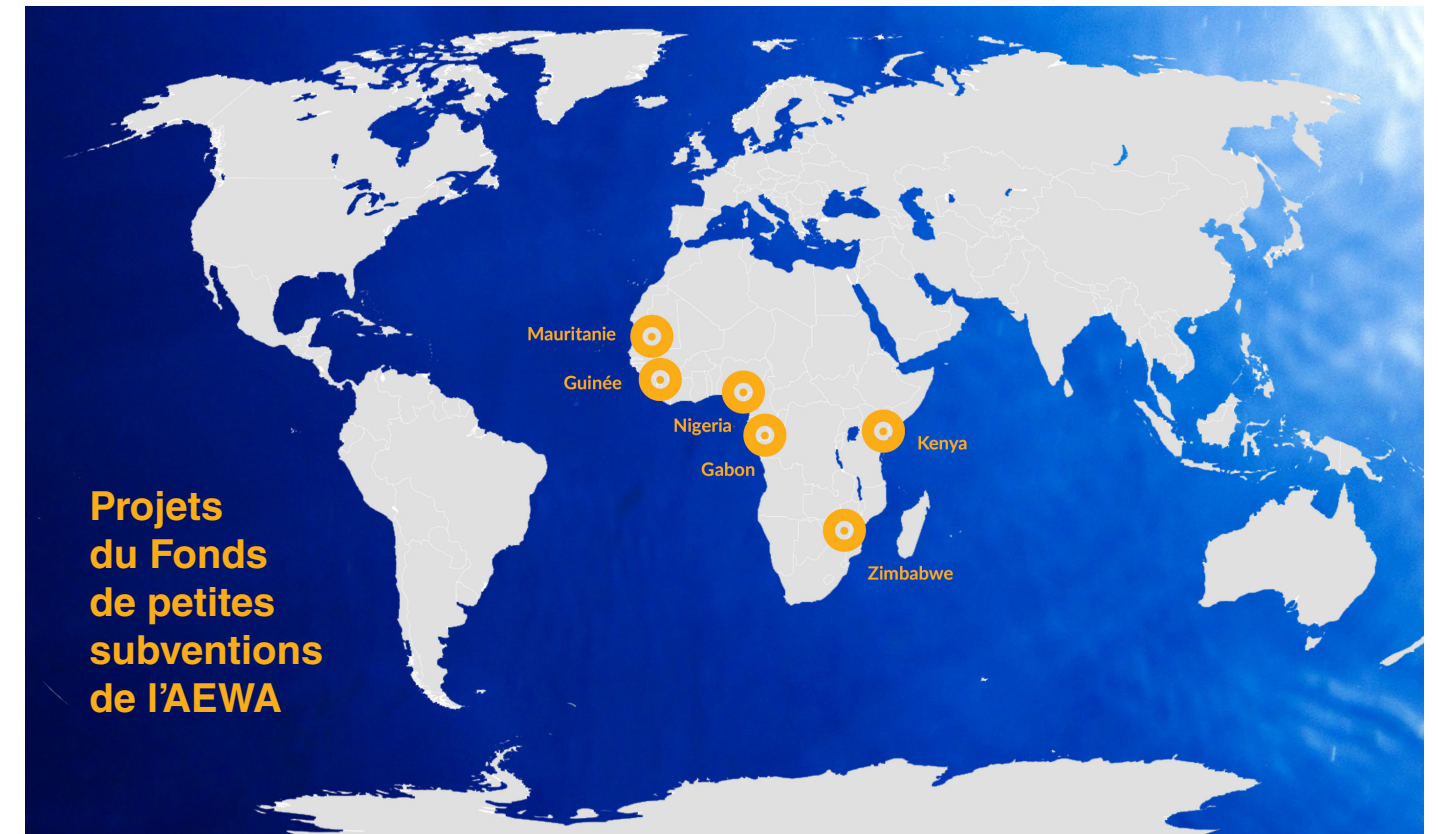 Mauritanie
Guinée
Nigeria
Gabon
Kenya
Zimbabwe
Projets
du Fonds
de petites
subventions
de l’AEWA